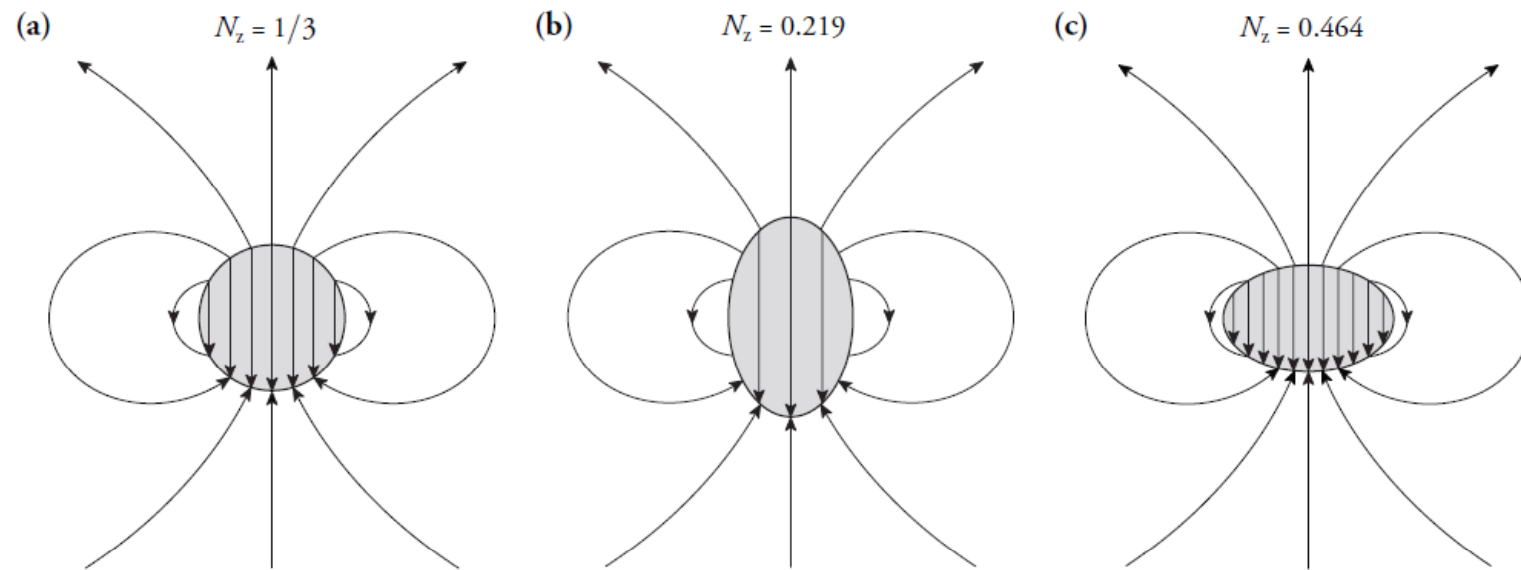 (a) N_z = 1/3
(b) N_z = 0.219
(c) N_z = 0.464